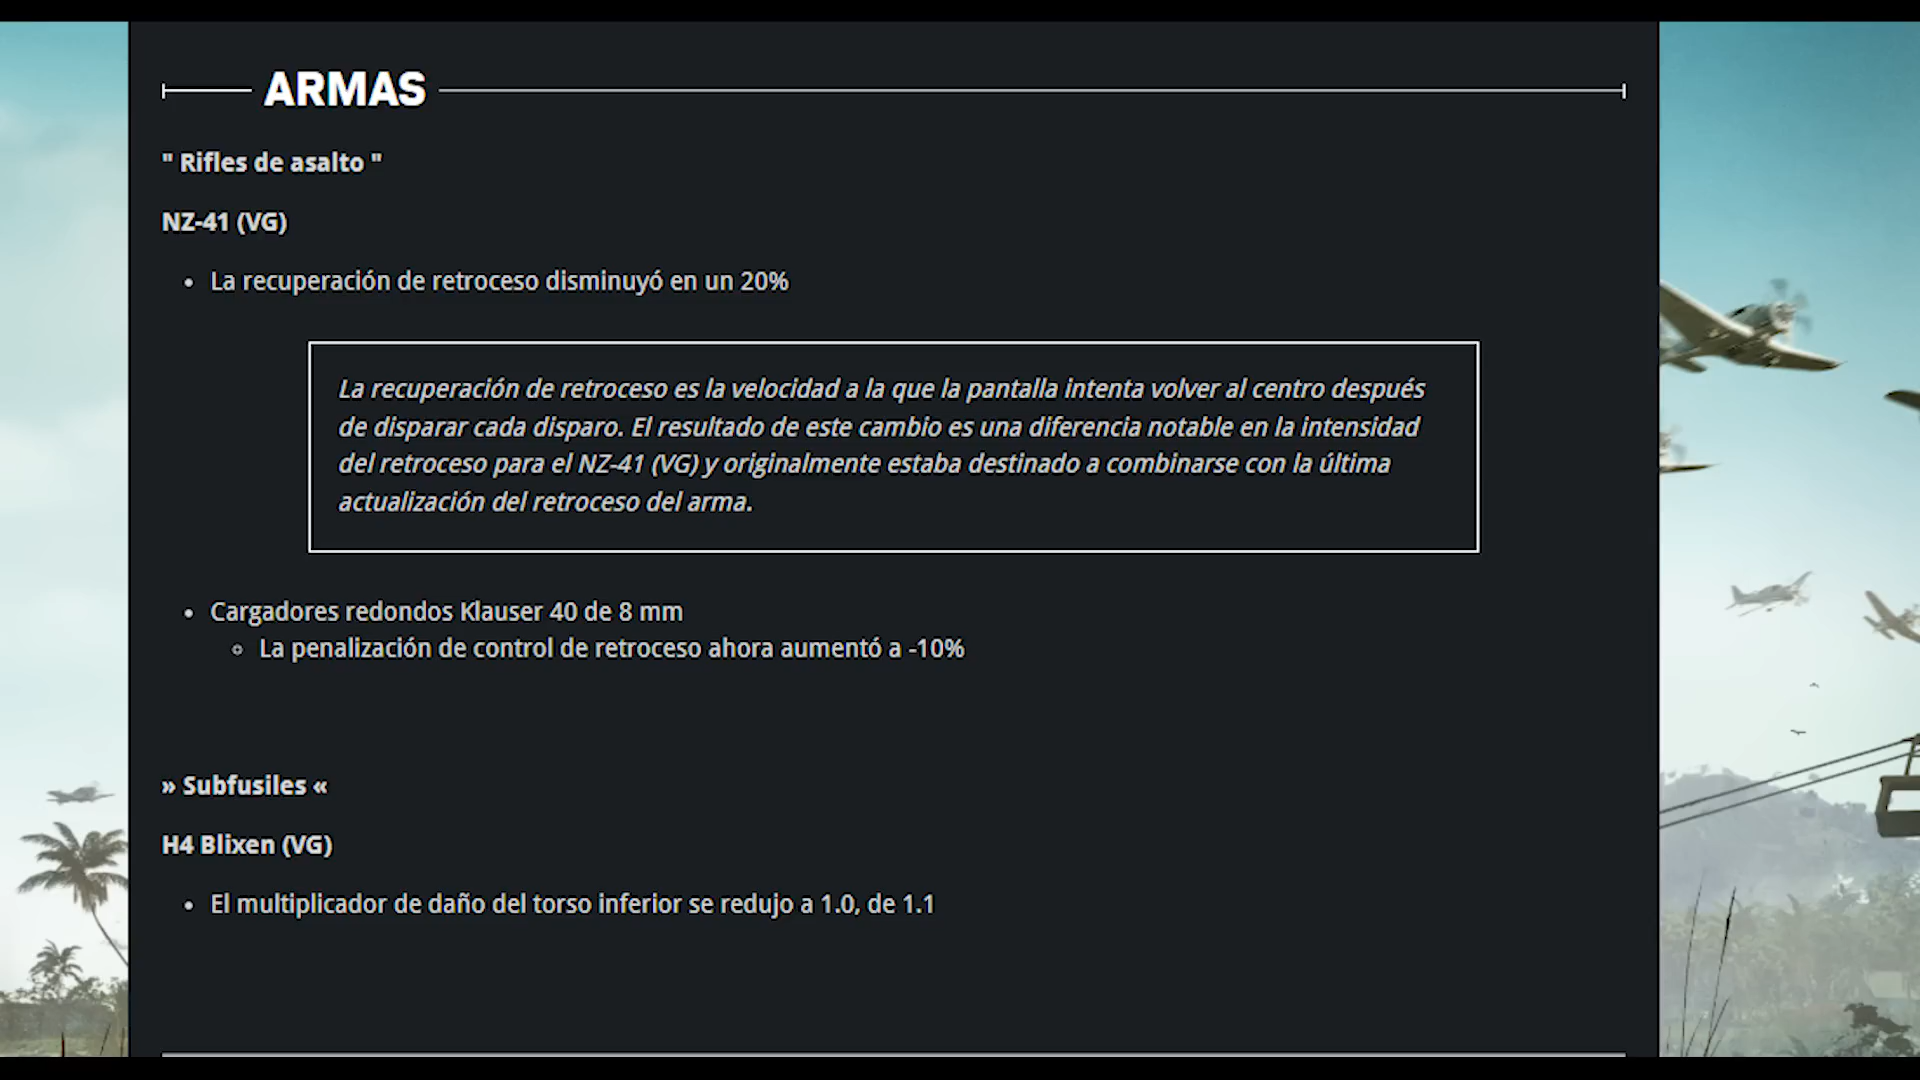 ARMAS
" Rifles de asalto "
NZ-41 (VG)
• La recuperación de retroceso disminuyó en un 20%
La recuperación de retroceso es la velocidad a la que la pantalla intenta volver al centro después
de disparar cada disparo. El resultado de este cambio es una diferencia notable en la intensidad
del retroceso para el NZ-41 (VG) y originalmente estaba destinado a combinarse con la última
actualización del retroceso del arma.
• Cargadores redondos Klauser 40 de 8 mm
◦ La penalización de control de retroceso ahora aumentó a -10%
» Subfusiles «
H4 Blixen (VG)
• El multiplicador de daño del torso inferior se redujo a 1.0, de 1.1